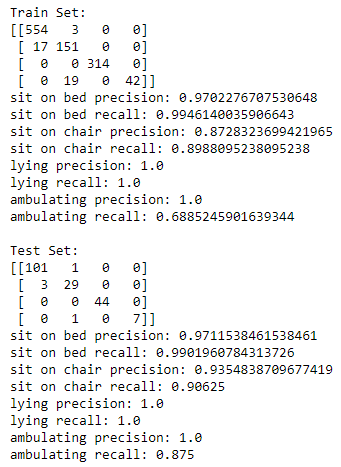 Train Set:
[[554   3   0   0]
 [ 17 151   0   0]
 [  0   0 314   0]
 [  0  19   0  42]]
sit on bed precision: 0.9702276707530648
sit on bed recall: 0.9946140035906643
sit on chair precision: 0.8728323699421965
sit on chair recall: 0.8988095238095238
lying precision: 1.0
lying recall: 1.0
ambulating precision: 1.0
ambulating recall: 0.6885245901639344

Test Set:
[[101   1   0   0]
 [  3  29   0   0]
 [  0   0  44   0]
 [  0   1   0   7]]
sit on bed precision: 0.9711538461538461
sit on bed recall: 0.9901960784313726
sit on chair precision: 0.9354838709677419
sit on chair recall: 0.90625
lying precision: 1.0
lying recall: 1.0
ambulating precision: 1.0
ambulating recall: 0.875